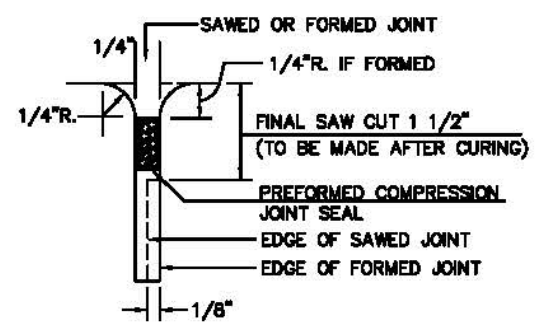 SAWED OR FORMED JOINT
1/4"
1/4"R. IF FORMED
1/4"R.
FINAL SAW CUT 1 1/2"
(TO BE MADE AFTER CURING)
PREFORMED COMPRESSION
JOINT SEAL
EDGE OF SAWED JOINT
EDGE OF FORMED JOINT
1/8"